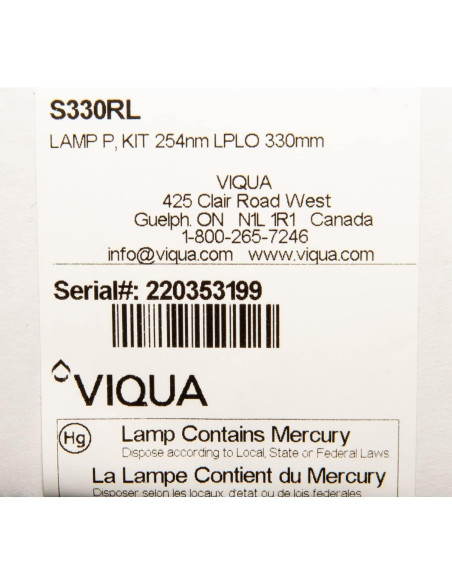 S330RL
LAMP P, KIT 254nm LPLO 330mm
VIQUA
425 Clair Road West
Guelph. ON N1L 1R1 Canada
1-800-265-7246
info@viqua.com www.viqua.com
Serial#: 220353199
VIQUA
Hg Lamp Contains Mercury
Dispose according to Local, State or Federal Laws.
La Lampe Contient du Mercury
Disposer selon les locaux, d'etat ou de lois federales